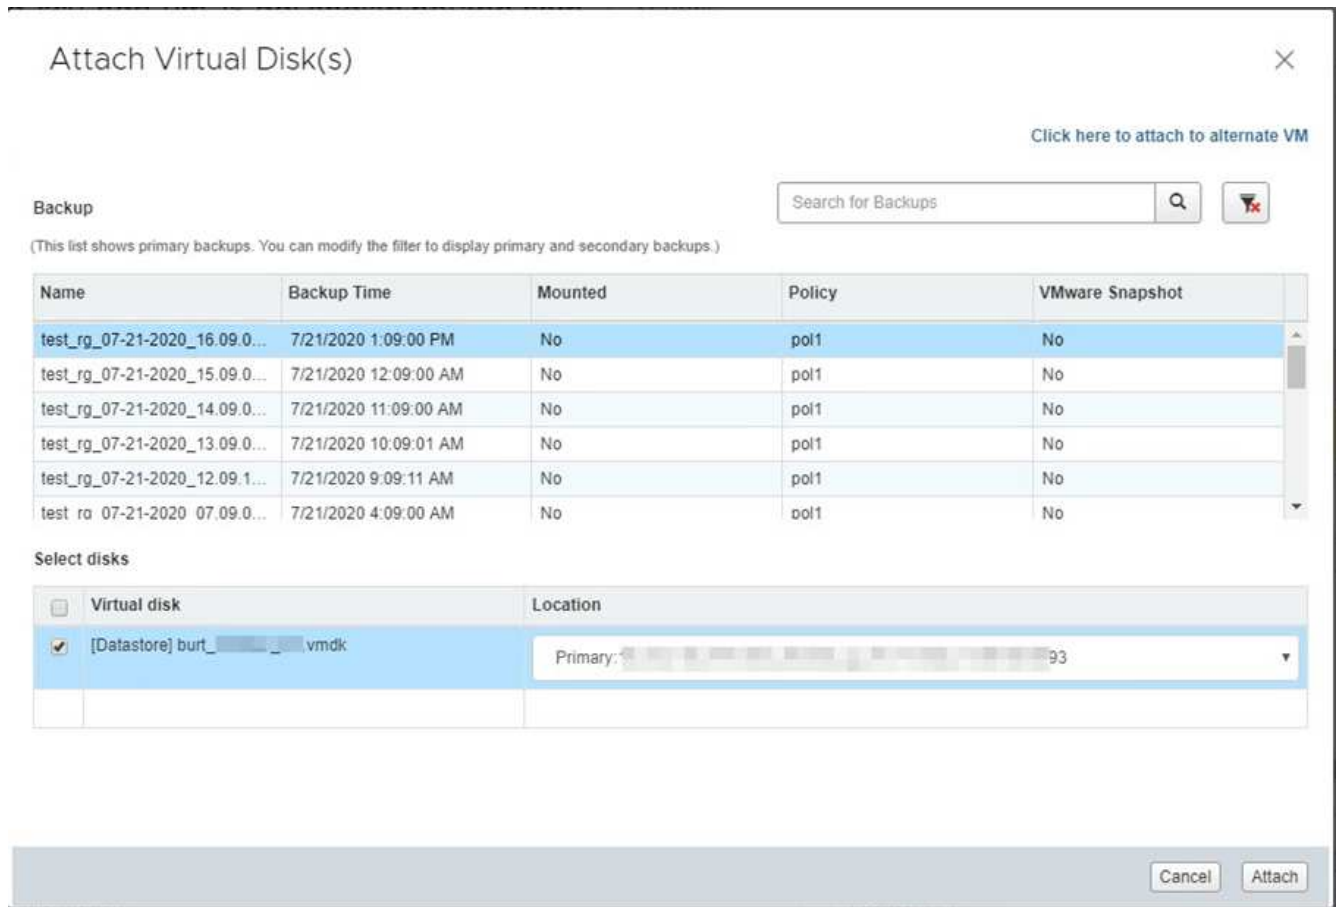 Attach Virtual Disk(s)
Click here to attach to alternate VM
Backup
Search for Backups
(This list shows primary backups. You can modify the filter to display primary and secondary backups.)
Name Backup Time Mounted Policy VMware Snapshot
test_rg_07-21-2020_16.09.0... 7/21/2020 1:09:00 PM No pol1 No
test_rg_07-21-2020_15.09.0... 7/21/2020 12:09:00 AM No pol1 No
test_rg_07-21-2020_14.09.0... 7/21/2020 11:09:00 AM No pol1 No
test_rg_07-21-2020_13.09.0... 7/21/2020 10:09:01 AM No pol1 No
test_rg_07-21-2020_12.09.1... 7/21/2020 9:09:11 AM No pol1 No
test_rg_07-21-2020_07.09.0... 7/21/2020 4:09:00 AM No pol1 No
Select disks
Virtual disk Location
[Datastore] burt_ _ .vmdk Primary: 93
Cancel Attach